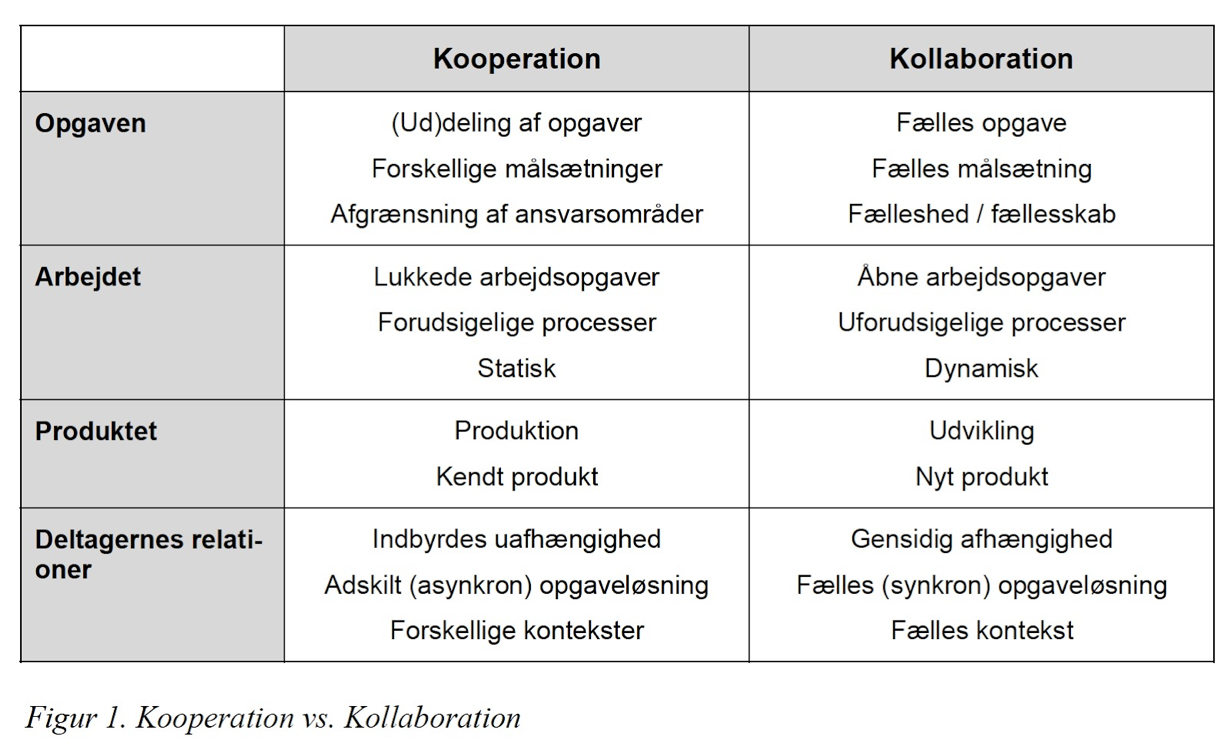 Kooperation
Kollaboration
Opgaven
(Ud)deling af opgaver
Forskellige målsætninger
Afgrænsning af ansvarsområder
Fælles opgave
Fælles målsætning
Fælleshed / fællesskab
Arbejdet
Lukkede arbejdsopgaver
Forudsigelige processer
Statisk
Åbne arbejdsopgaver
Uforudsigelige processer
Dynamisk
Produktet
Produktion
Kendt produkt
Udvikling
Nyt produkt
Deltagernes relati-
oner
Indbyrdes uafhængighed
Adskilt (asynkron) opgaveløsning
Forskellige kontekster
Gensidig afhængighed
Fælles (synkron) opgaveløsning
Fælles kontekst
Figur 1. Kooperation vs. Kollaboration